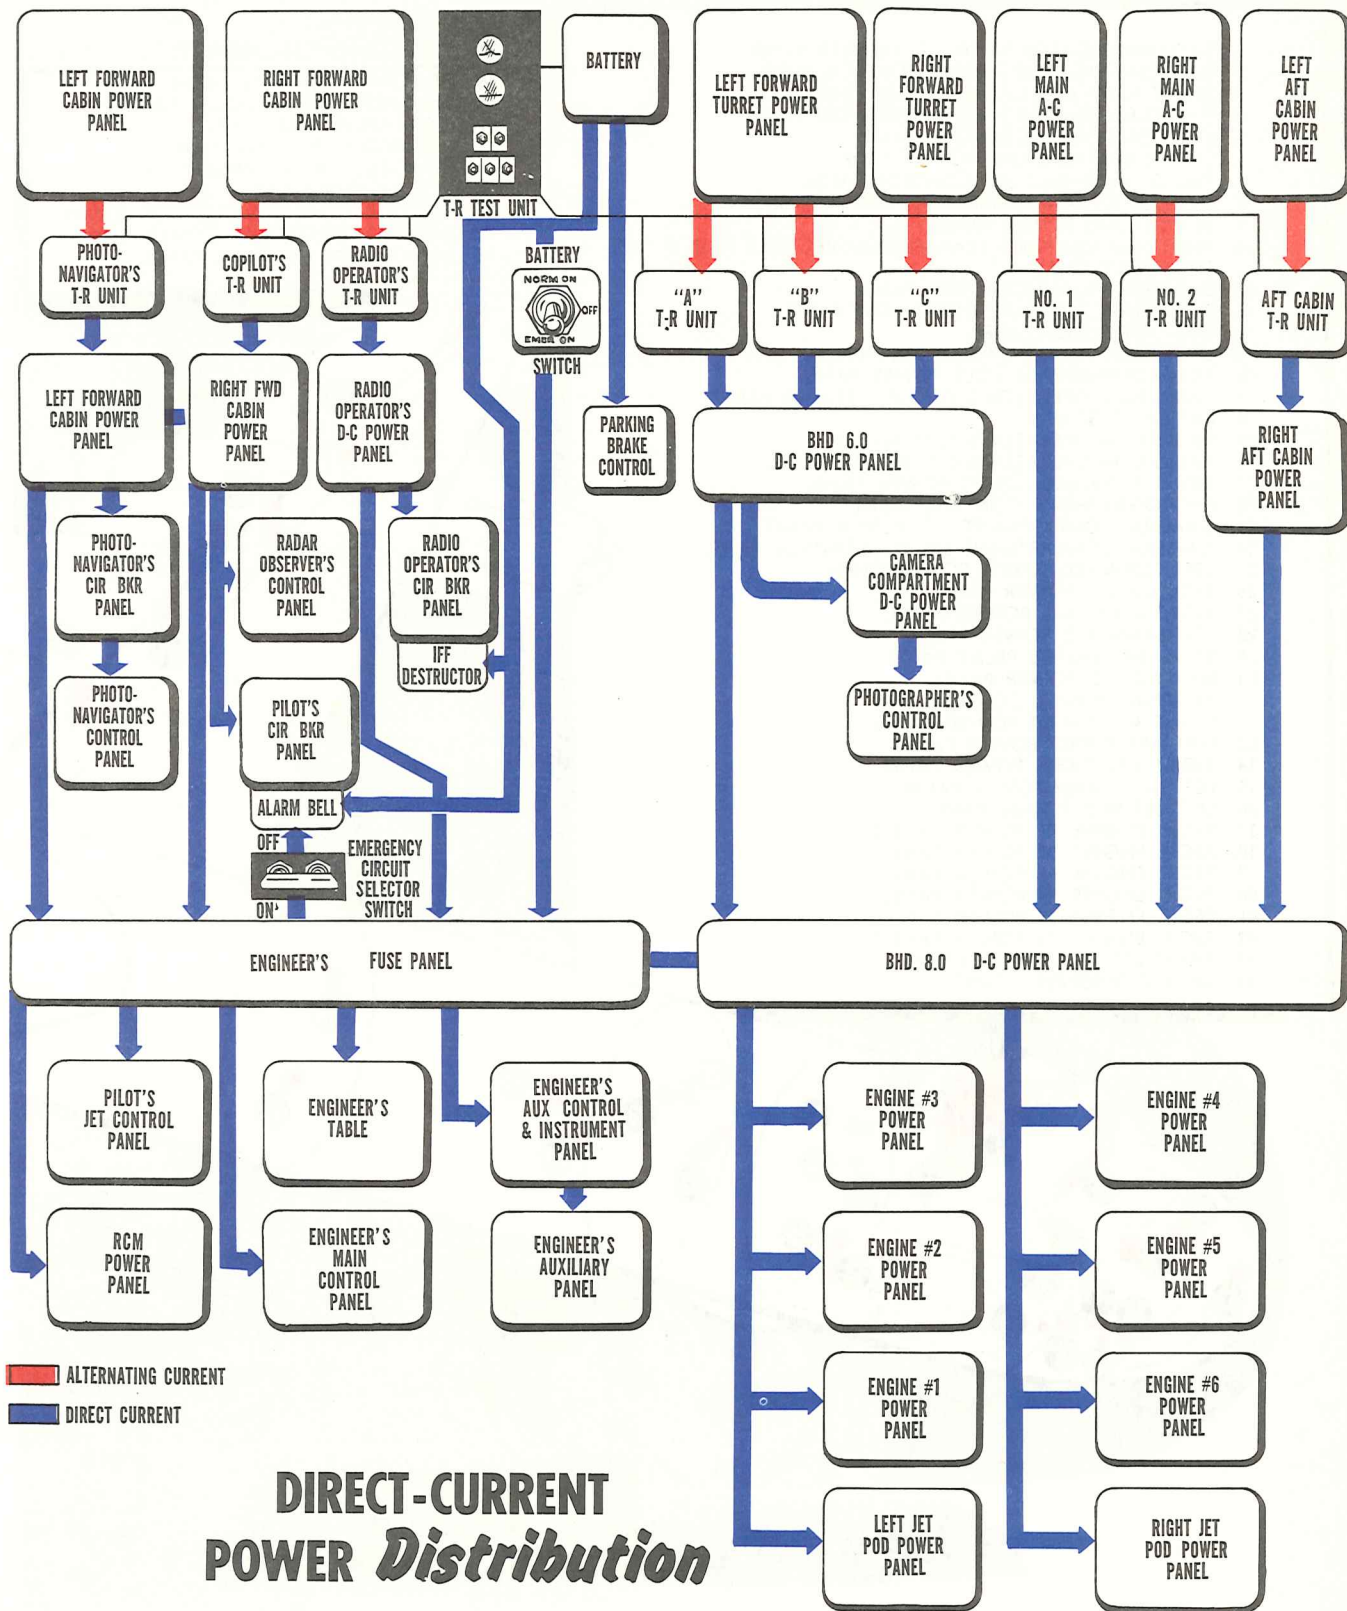 LEFT FORWARD
CABIN POWER
PANEL
RIGHT FORWARD
CABIN POWER
PANEL
T-R TEST UNIT
BATTERY
LEFT FORWARD
TURRET POWER
PANEL
RIGHT
FORWARD
TURRET
POWER
PANEL
LEFT
MAIN
A-C
POWER
PANEL
RIGHT
MAIN
A-C
POWER
PANEL
LEFT
AFT
CABIN
POWER
PANEL
PHOTO-
NAVIGATOR'S
T-R UNIT
COPILOT'S
T-R UNIT
RADIO
OPERATOR'S
T-R UNIT
BATTERY
NORM ON
OFF
EMER ON
SWITCH
"A"
T-R UNIT
"B"
T-R UNIT
"C"
T-R UNIT
NO. 1
T-R UNIT
NO. 2
T-R UNIT
AFT CABIN
T-R UNIT
LEFT FORWARD
CABIN POWER
PANEL
RIGHT FWD
CABIN
POWER
PANEL
RADIO
OPERATOR'S
D-C POWER
PANEL
PARKING
BRAKE
CONTROL
BHD 6.0
D-C POWER PANEL
RIGHT
AFT CABIN
POWER
PANEL
PHOTO-
NAVIGATOR'S
CIR BKR
PANEL
RADAR
OBSERVER'S
CONTROL
PANEL
RADIO
OPERATOR'S
CIR BKR
PANEL
IFF
DESTRUCTOR
CAMERA
COMPARTMENT
D-C POWER
PANEL
PHOTO-
NAVIGATOR'S
CONTROL
PANEL
PILOT'S
CIR BKR
PANEL
ALARM BELL
PHOTOGRAPHER'S
CONTROL
PANEL
OFF
ON
EMERGENCY
CIRCUIT
SELECTOR
SWITCH
ENGINEER'S FUSE PANEL
BHD. 8.0 D-C POWER PANEL
PILOT'S
JET CONTROL
PANEL
ENGINEER'S
TABLE
ENGINEER'S
AUX CONTROL
& INSTRUMENT
PANEL
ENGINE #3
POWER
PANEL
ENGINE #4
POWER
PANEL
RCM
POWER
PANEL
ENGINEER'S
MAIN
CONTROL
PANEL
ENGINEER'S
AUXILIARY
PANEL
ENGINE #2
POWER
PANEL
ENGINE #5
POWER
PANEL
ALTERNATING CURRENT
DIRECT CURRENT
ENGINE #1
POWER
PANEL
ENGINE #6
POWER
PANEL
LEFT JET
POD POWER
PANEL
RIGHT JET
POD POWER
PANEL
DIRECT-CURRENT
POWER Distribution